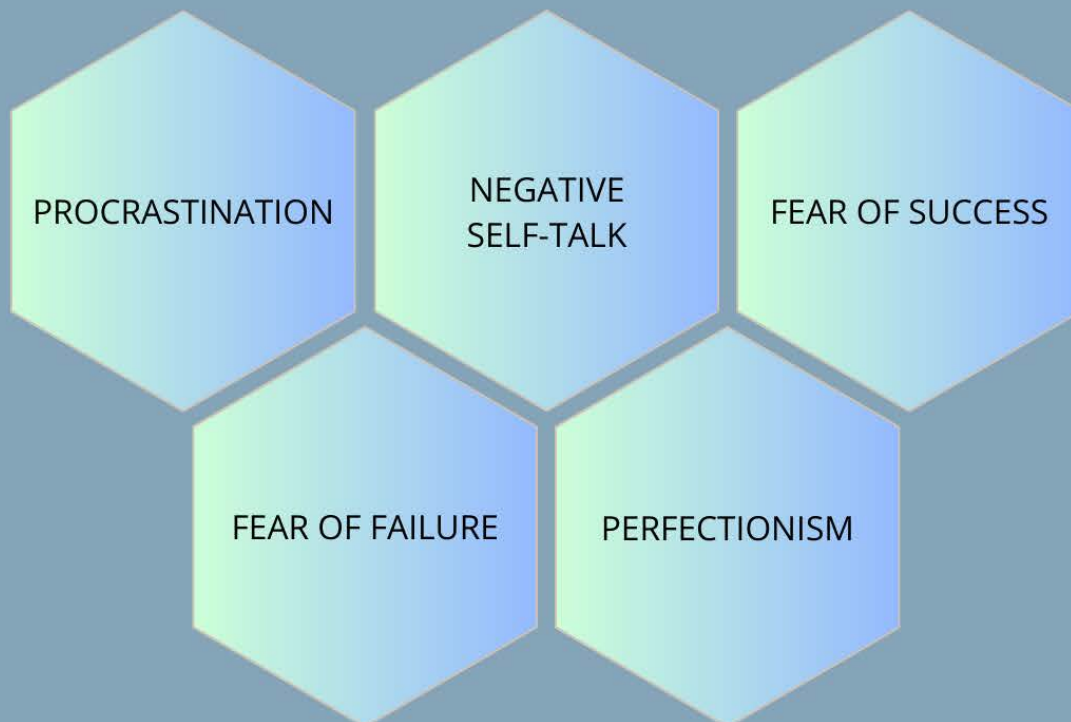 PROCRASTINATION
NEGATIVE
SELF-TALK
FEAR OF SUCCESS
FEAR OF FAILURE
PERFECTIONISM